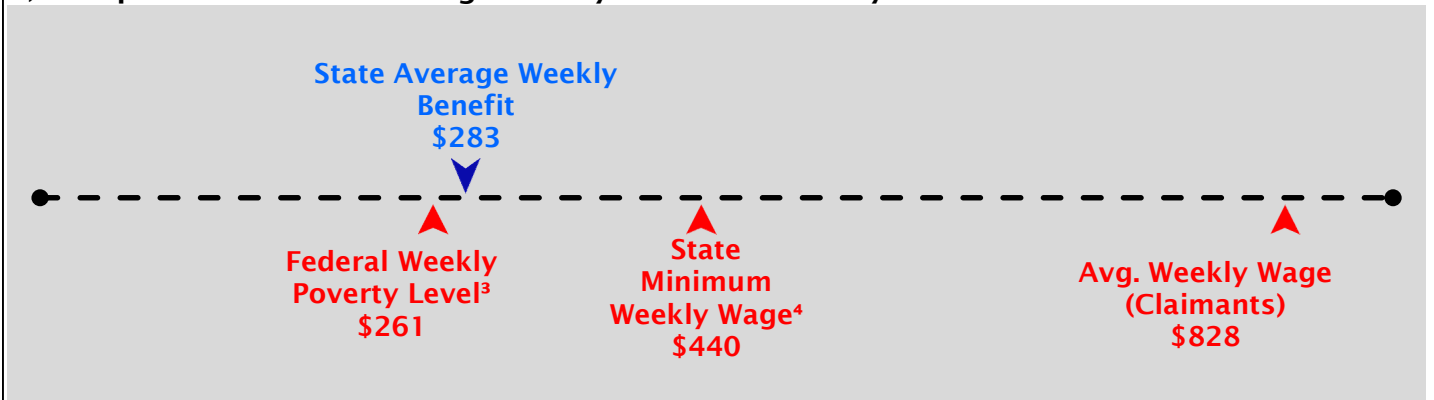 State Average Weekly
Benefit
$283
Federal Weekly
Poverty Level³
$261
State
Minimum
Weekly Wage⁴
$440
Avg. Weekly Wage
(Claimants)
$828